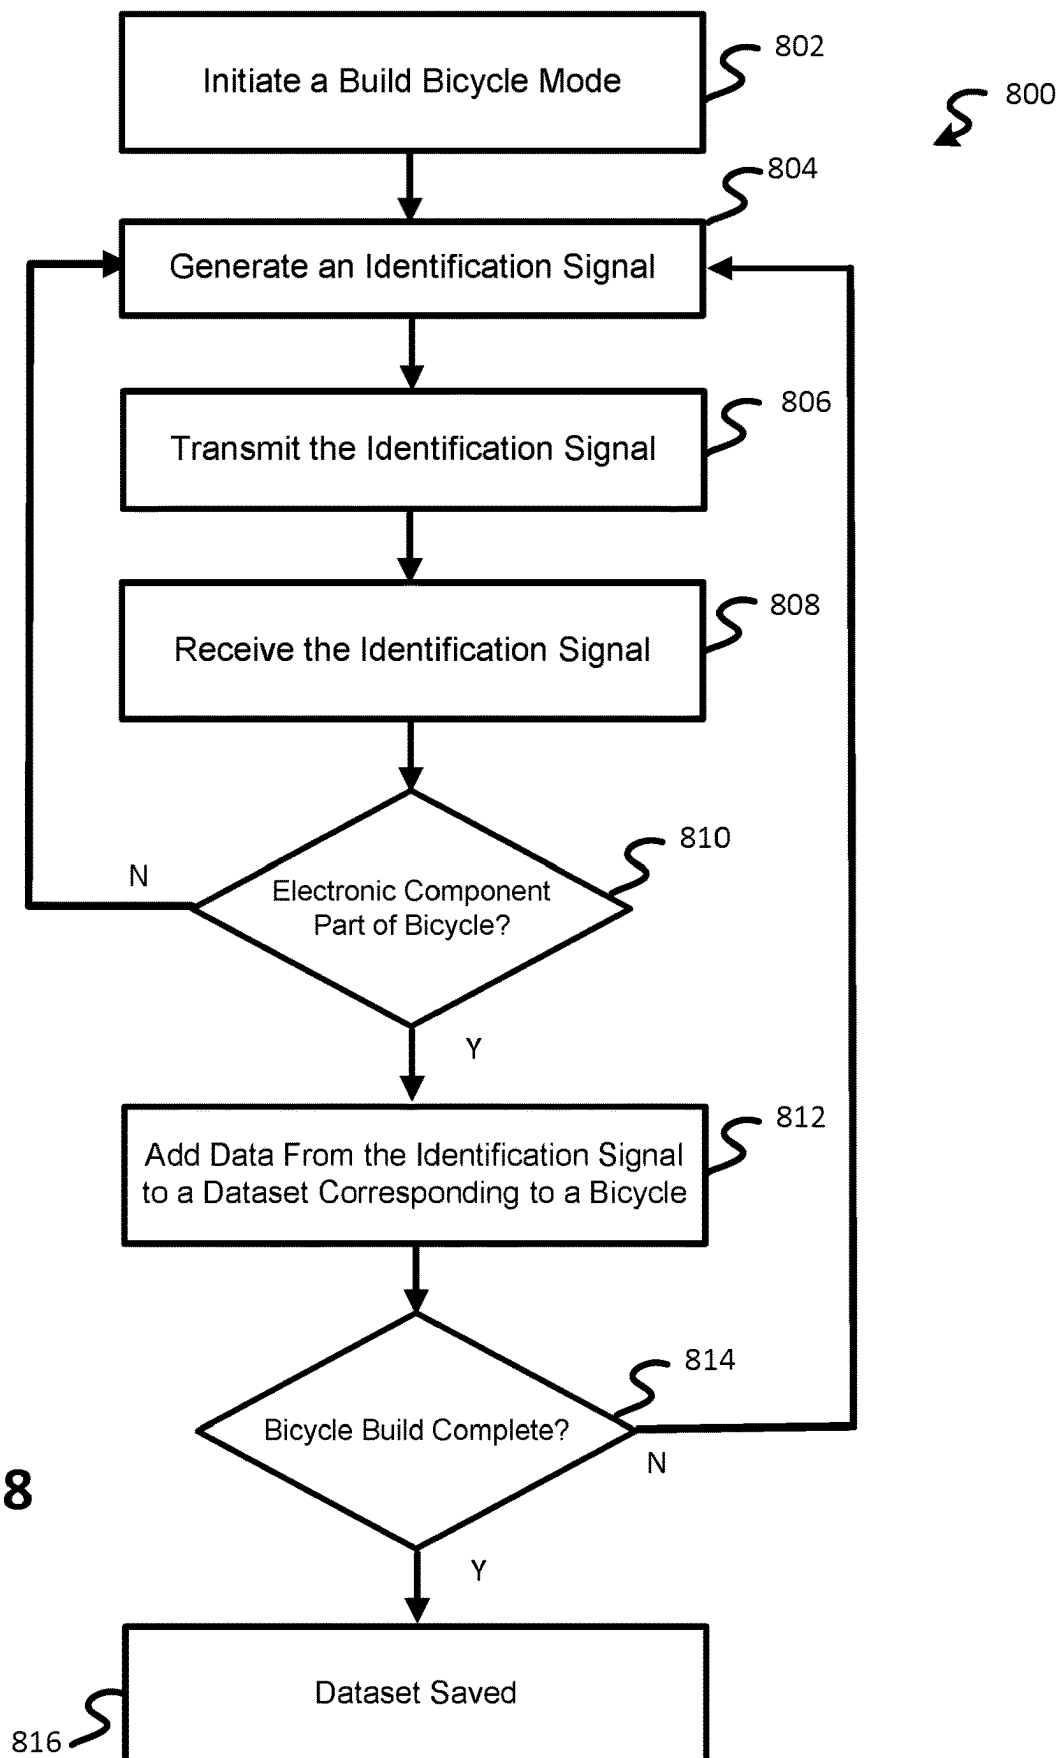 802
Initiate a Build Bicycle Mode
800
804
Generate an Identification Signal
806
Transmit the Identification Signal
808
Receive the Identification Signal
810
N
Electronic Component
Part of Bicycle?
Y
812
Add Data From the Identification Signal
to a Dataset Corresponding to a Bicycle
814
Bicycle Build Complete?
N
8
Y
Dataset Saved
816